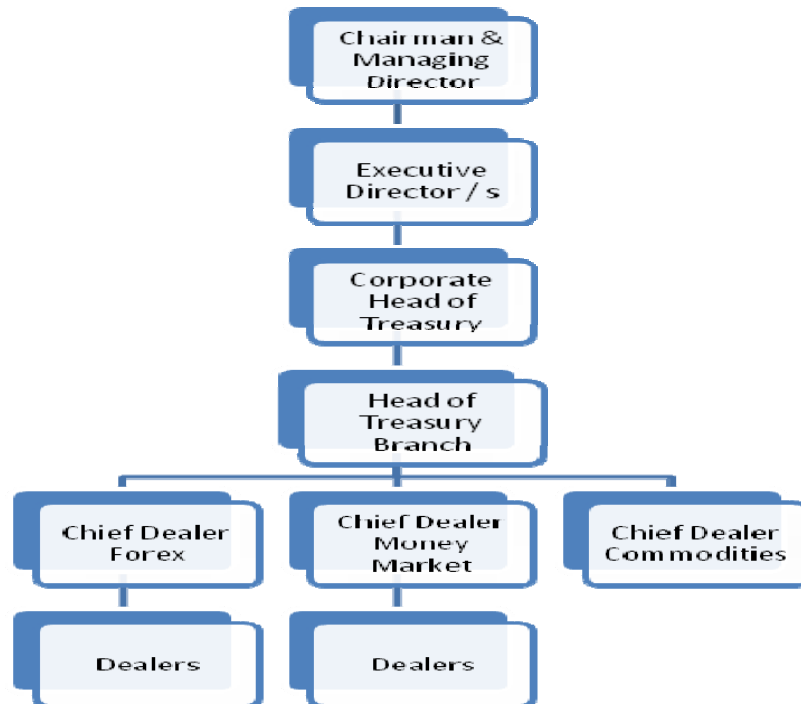 Chairman &
Managing
Director
Executive
Director / s
Corporate
Head of
Treasury
Head of
Treasury
Branch
Chief Dealer
Forex
Chief Dealer
Money
Market
Chief Dealer
Commodities
Dealers
Dealers